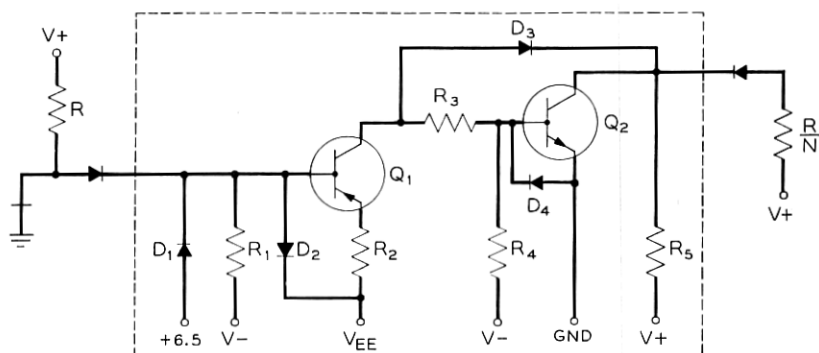 V+
R
D3
R3
Q2
R
N
V+
Q1
D4
D1
R1
D2
R2
R4
R5
+6.5
V-
VEE
V-
GND
V+